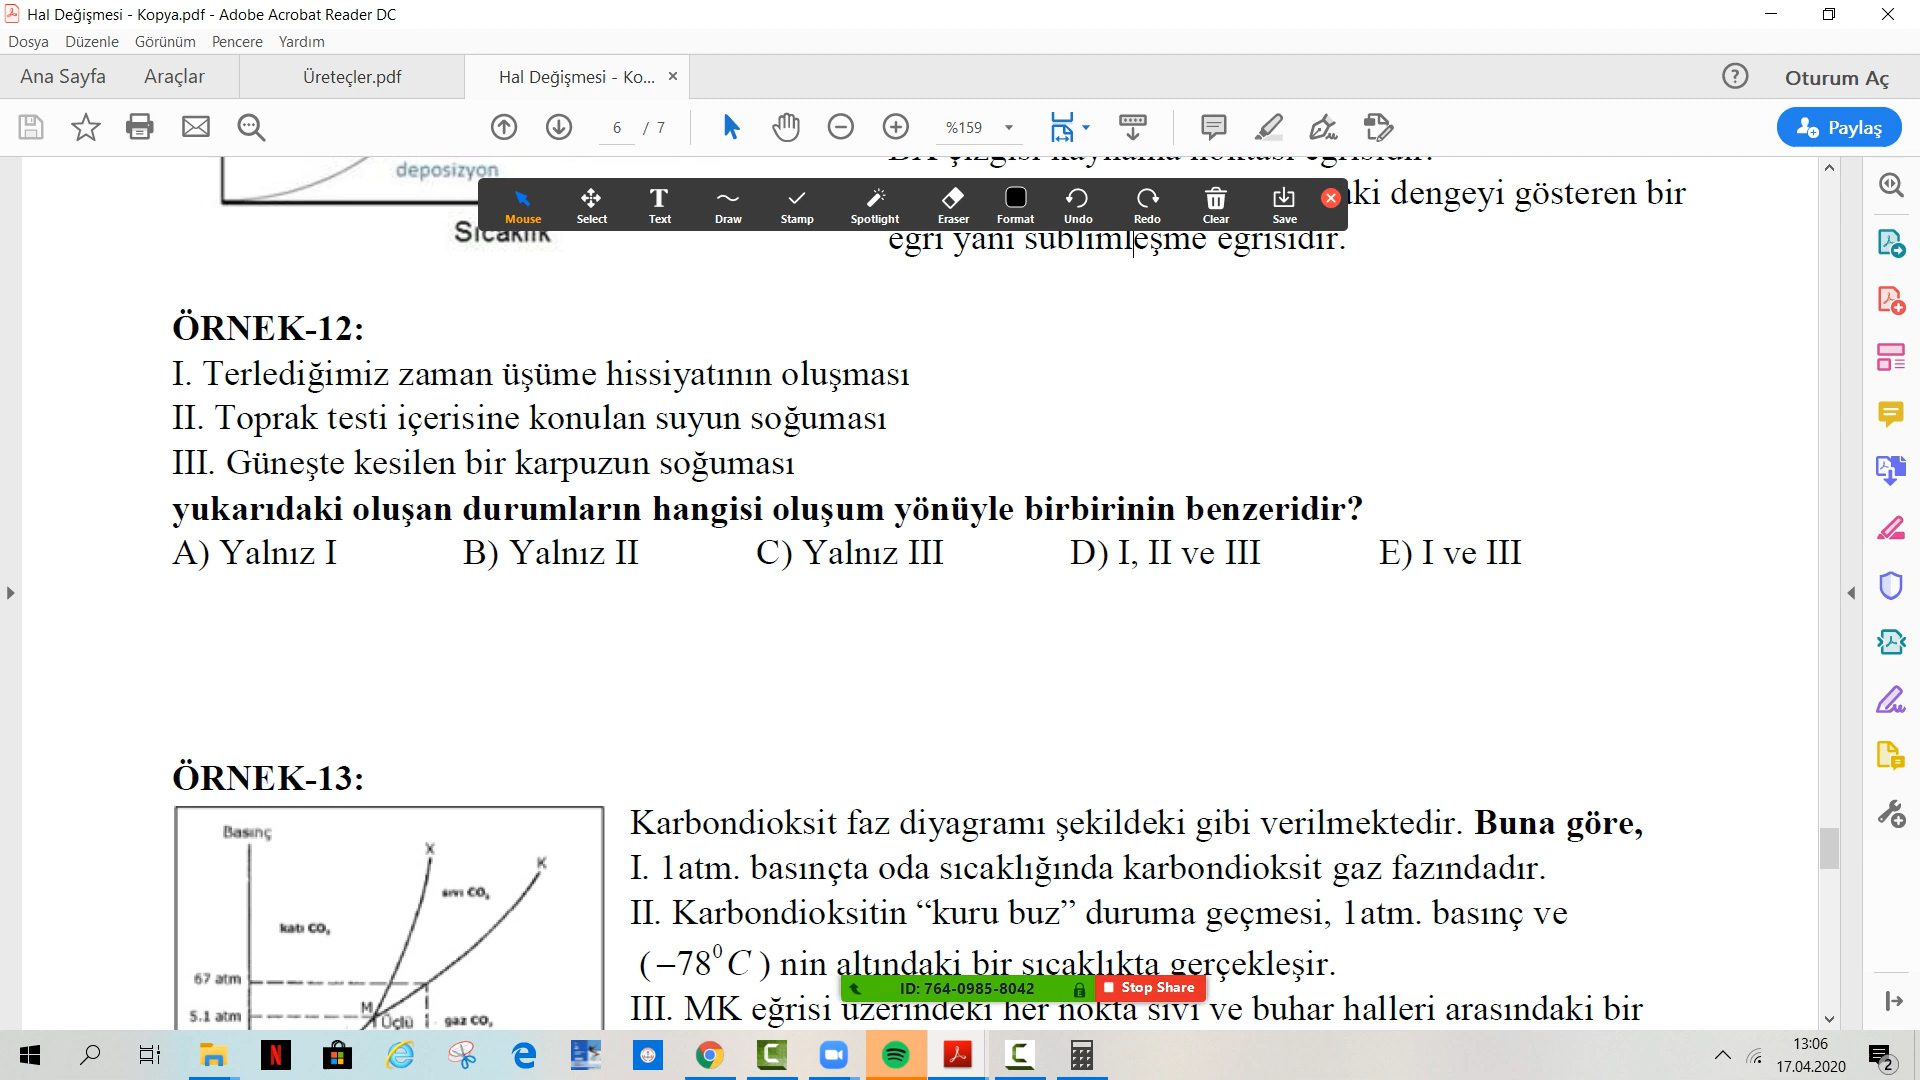 Hal Değişmesi - Kopya.pdf - Adobe Acrobat Reader DC
Dosya Düzenle Görünüm Pencere Yardım
Ana Sayfa Araçlar Üreteçler.pdf Hal Değişmesi - Ko... Oturum Aç
6 / 7 %159 Paylaş
deposizyon
Mouse Select Text Draw Stamp Spotlight Eraser Format Undo Redo Clear Save
dengeyi gösteren bir
Sıcaklık
eğri yani süblimleşme eğrisidir.
ÖRNEK-12:
I. Terlediğimiz zaman üşüme hissiyatının oluşması
II. Toprak testi içerisine konulan suyun soğuması
III. Güneşte kesilen bir karpuzun soğuması
yukarıdaki oluşan durumların hangisi oluşum yönüyle birbirinin benzeridir?
A) Yalnız I B) Yalnız II C) Yalnız III D) I, II ve III E) I ve III
ÖRNEK-13:
Basınç
X
K
sıvı CO₂
katı CO₂
67 atm
M
5.1 atm
Üçlü
gaz CO₂
Karbondioksit faz diyagramı şekildeki gibi verilmektedir. Buna göre,
I. 1atm. basınçta oda sıcaklığında karbondioksit gaz fazındadır.
II. Karbondioksitin “kuru buz” duruma geçmesi, 1atm. basınç ve
(−78⁰C) nin altındaki bir sıcaklıkta gerçekleşir.
ID: 764-0985-8042 Stop Share
III. MK eğrisi üzerindeki her nokta sıvı ve buhar halleri arasındaki bir
13:06
17.04.2020
2